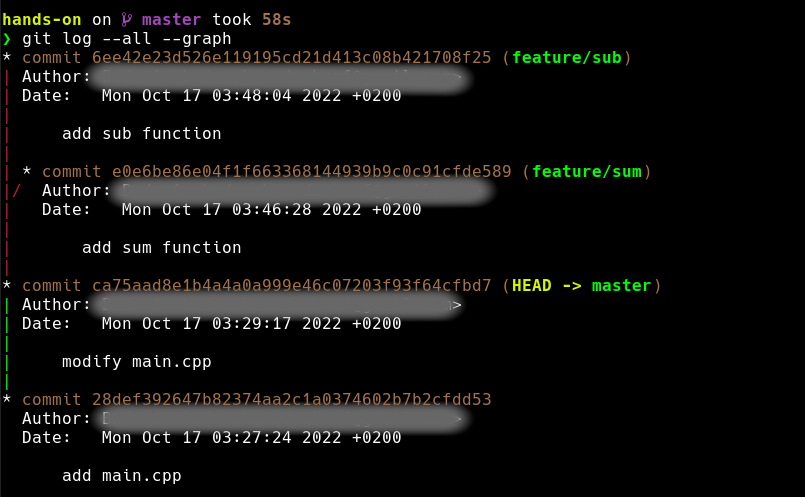 hands-on on master took 58s
❯ git log --all --graph
* commit 6ee42e23d526e119195cd21d413c08b421708f25 (feature/sub)
| Author: >
| Date:   Mon Oct 17 03:48:04 2022 +0200
|
|     add sub function
|
| * commit e0e6be86e04f1f663368144939b9c0c91cfde589 (feature/sum)
|/  Author:
|   Date:   Mon Oct 17 03:46:28 2022 +0200
|
|       add sum function
|
* commit ca75aad8e1b4a4a0a999e46c07203f93f64cfbd7 (HEAD -> master)
| Author: >
| Date:   Mon Oct 17 03:29:17 2022 +0200
|
|     modify main.cpp
|
* commit 28def392647b82374aa2c1a0374602b7b2cfdd53
  Author: >
  Date:   Mon Oct 17 03:27:24 2022 +0200
      add main.cpp